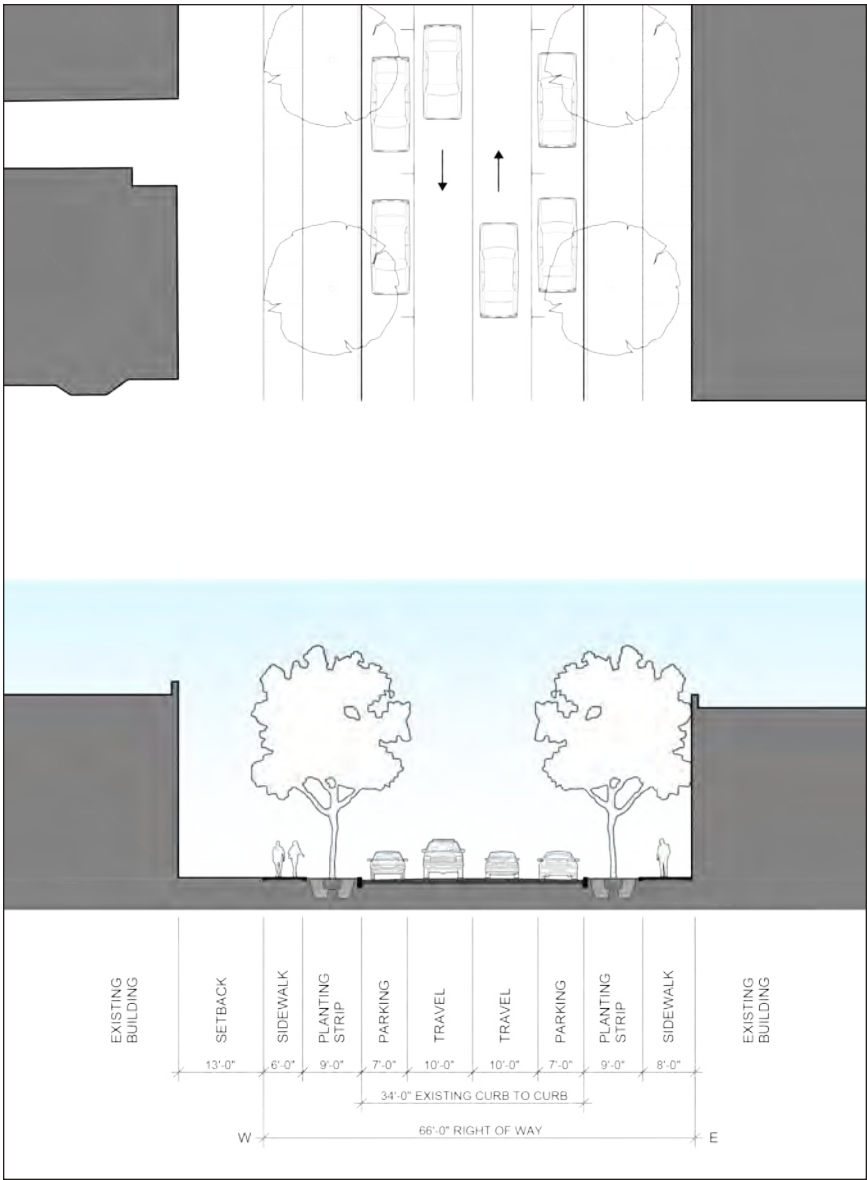 EXISTING
BUILDING
SETBACK
SIDEWALK
PLANTING
STRIP
PARKING
TRAVEL
TRAVEL
PARKING
PLANTING
STRIP
SIDEWALK
EXISTING
BUILDING
13'-0"
6'-0"
9'-0"
7'-0"
10'-0"
10'-0"
7'-0"
9'-0"
8'-0"
34'-0" EXISTING CURB TO CURB
W
66'-0" RIGHT OF WAY
E